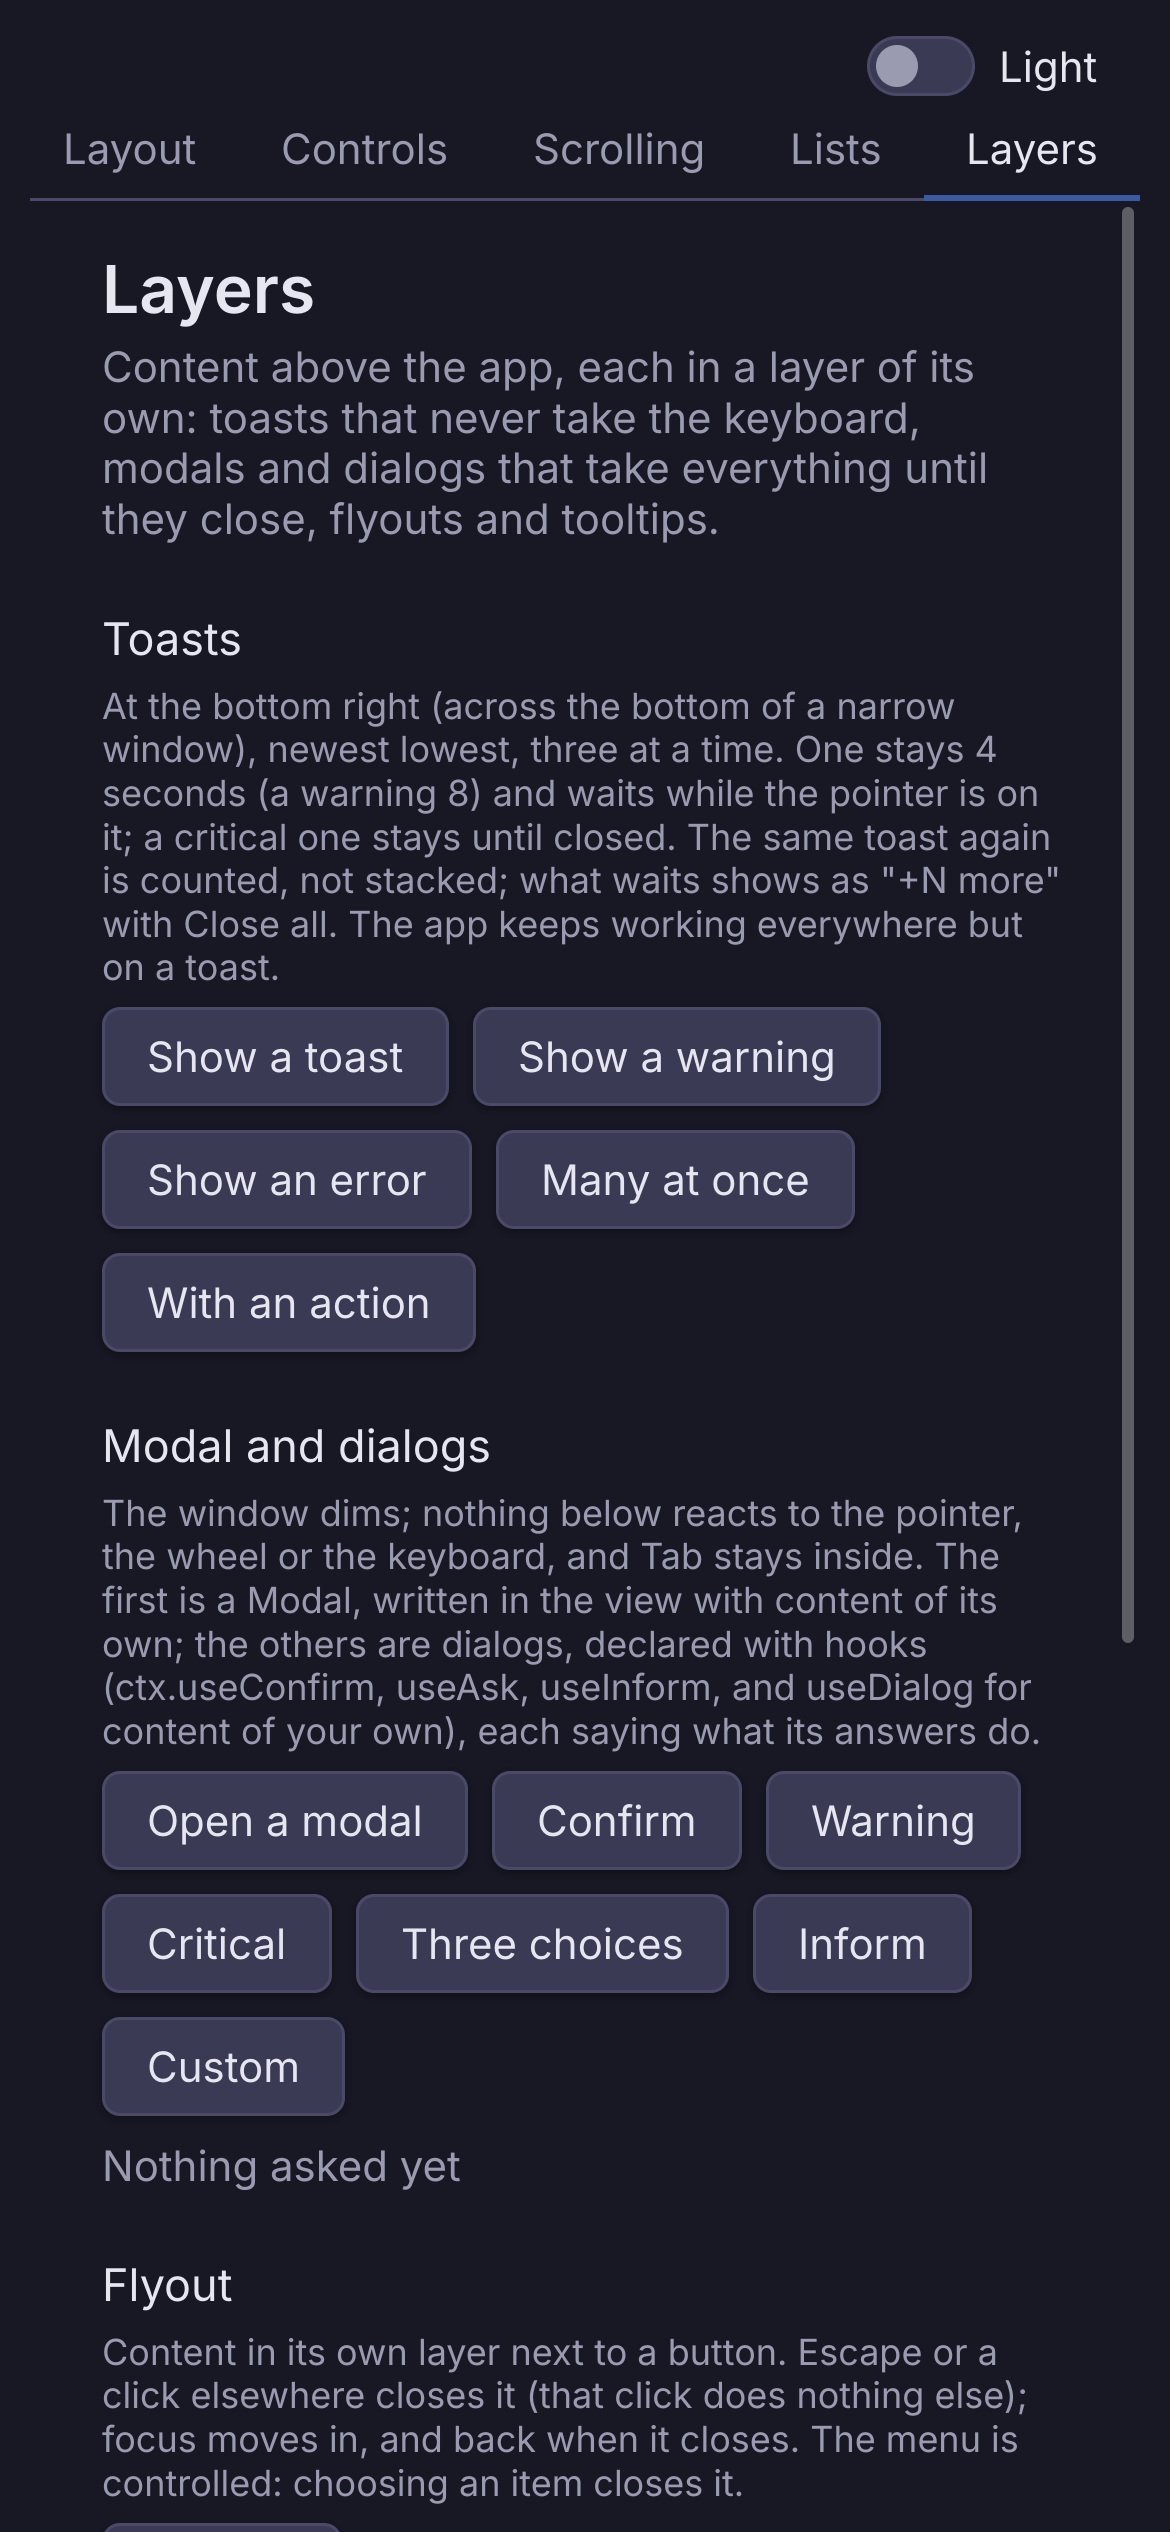 Light
Layout Controls Scrolling Lists Layers
Layers
Content above the app, each in a layer of its
own: toasts that never take the keyboard,
modals and dialogs that take everything until
they close, flyouts and tooltips.
Toasts
At the bottom right (across the bottom of a narrow
window), newest lowest, three at a time. One stays 4
seconds (a warning 8) and waits while the pointer is on
it; a critical one stays until closed. The same toast again
is counted, not stacked; what waits shows as "+N more"
with Close all. The app keeps working everywhere but
on a toast.
Show a toast Show a warning
Show an error Many at once
With an action
Modal and dialogs
The window dims; nothing below reacts to the pointer,
the wheel or the keyboard, and Tab stays inside. The
first is a Modal, written in the view with content of its
own; the others are dialogs, declared with hooks
(ctx.useConfirm, useAsk, useInform, and useDialog for
content of your own), each saying what its answers do.
Open a modal Confirm Warning
Critical Three choices Inform
Custom
Nothing asked yet
Flyout
Content in its own layer next to a button. Escape or a
click elsewhere closes it (that click does nothing else);
focus moves in, and back when it closes. The menu is
controlled: choosing an item closes it.